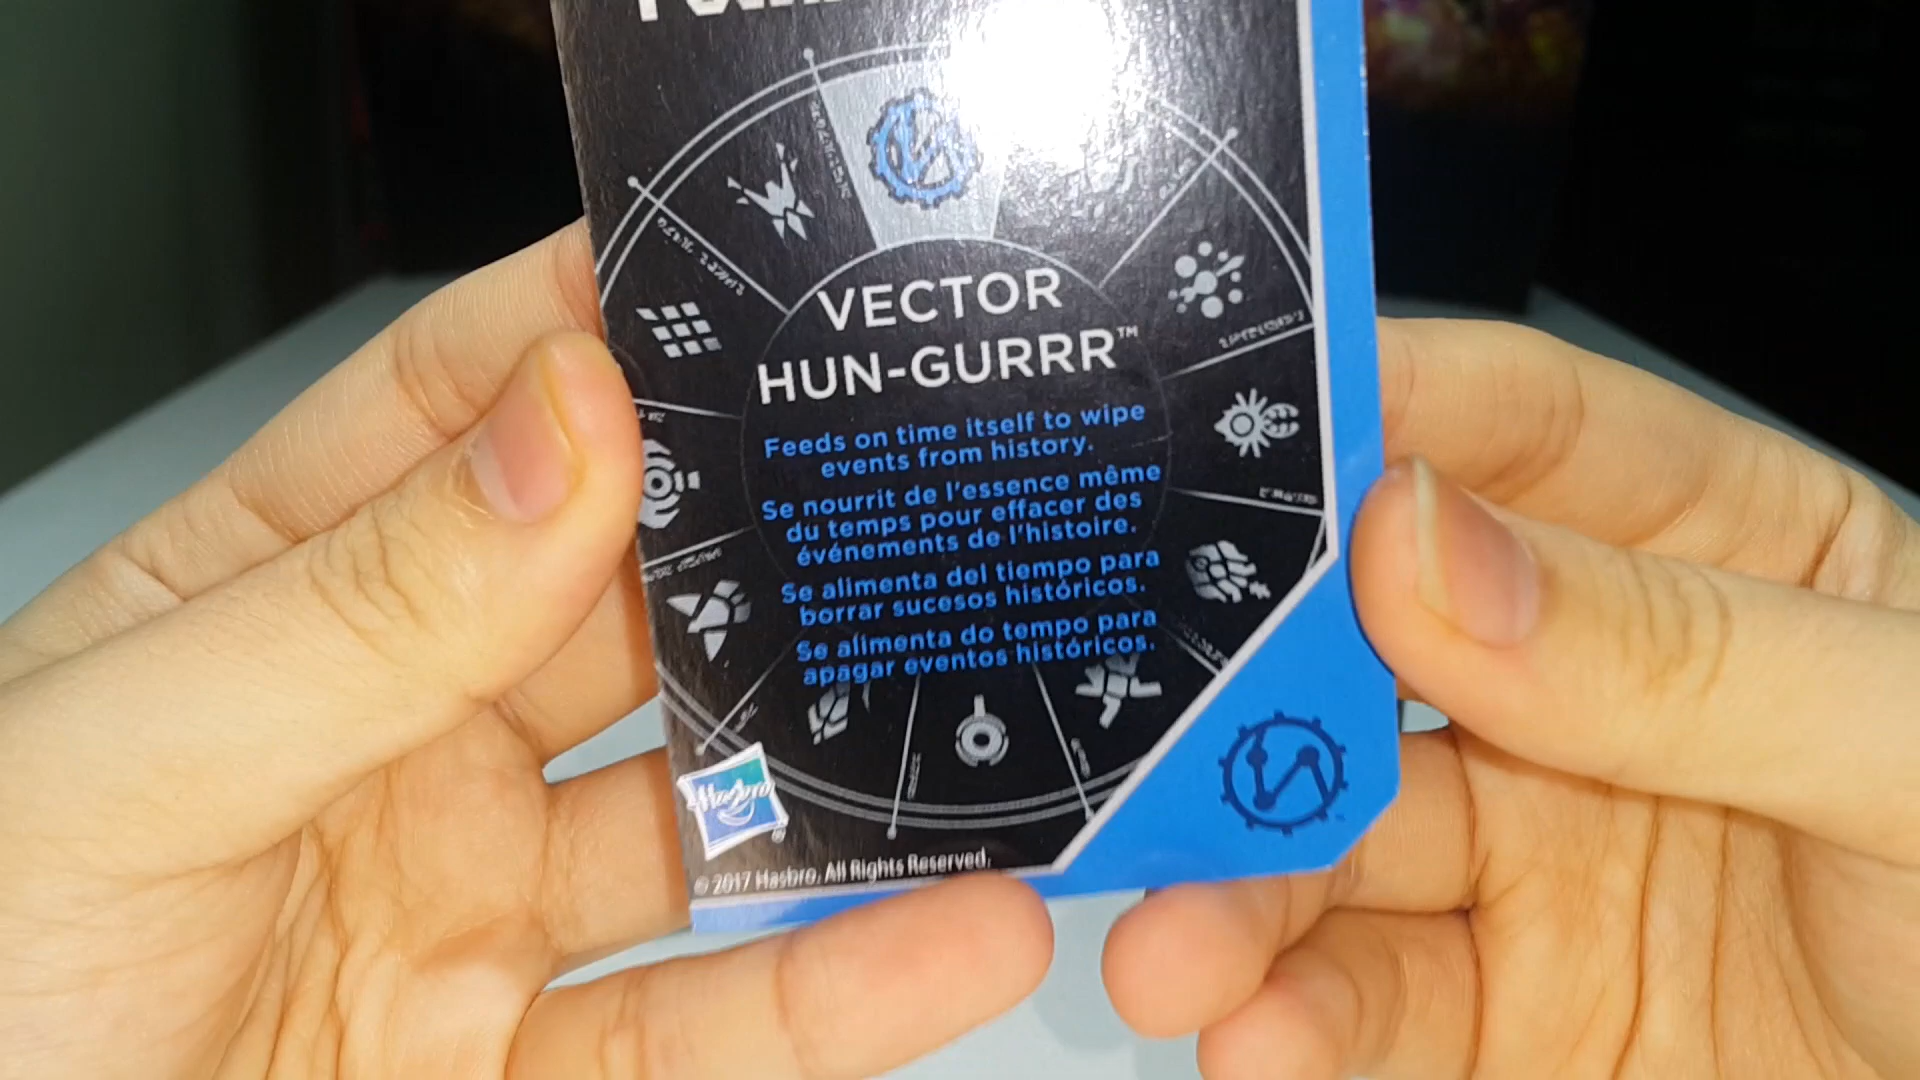 VECTOR
HUN-GURRR™
Feeds on time itself to wipe
events from history.
Se nourrit de l'essence même
du temps pour effacer des
événements de l'histoire.
Se alimenta del tiempo para
borrar sucesos históricos.
Se alimenta do tempo para
apagar eventos históricos.
Hasbro
®
© 2017 Hasbro. All Rights Reserved.